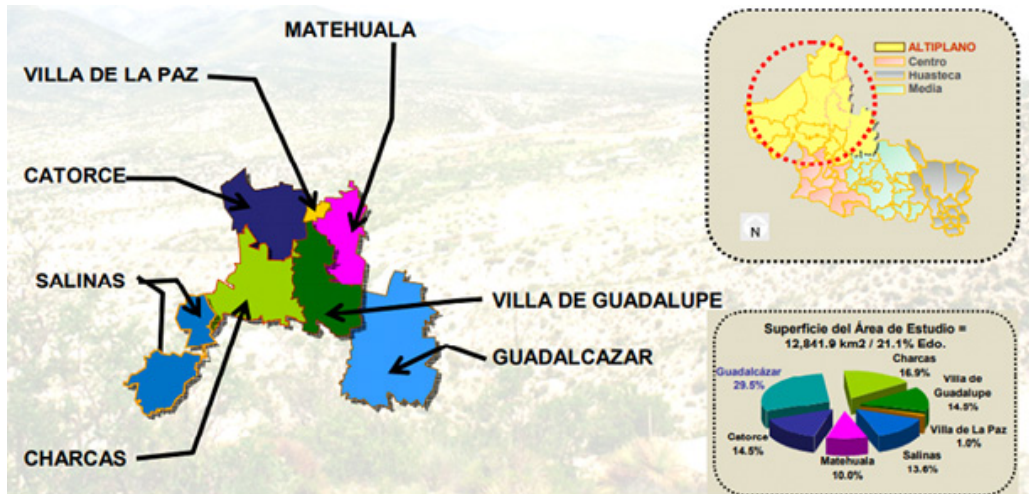 MATEHUALA
VILLA DE LA PAZ
CATORCE
SALINAS
VILLA DE GUADALUPE
GUADALCAZAR
CHARCAS
ALTIPLANO
Centro
Huasteca
Media
N
Superficie del Área de Estudio =
12,841.9 km2 / 21.1% Edo.
Charcas
16.9%
Guadalcázar
29.5%
Villa de
Guadalupe
14.5%
Villa de La Paz
1.0%
Catorce
14.5%
Salinas
13.6%
Matehuala
10.0%